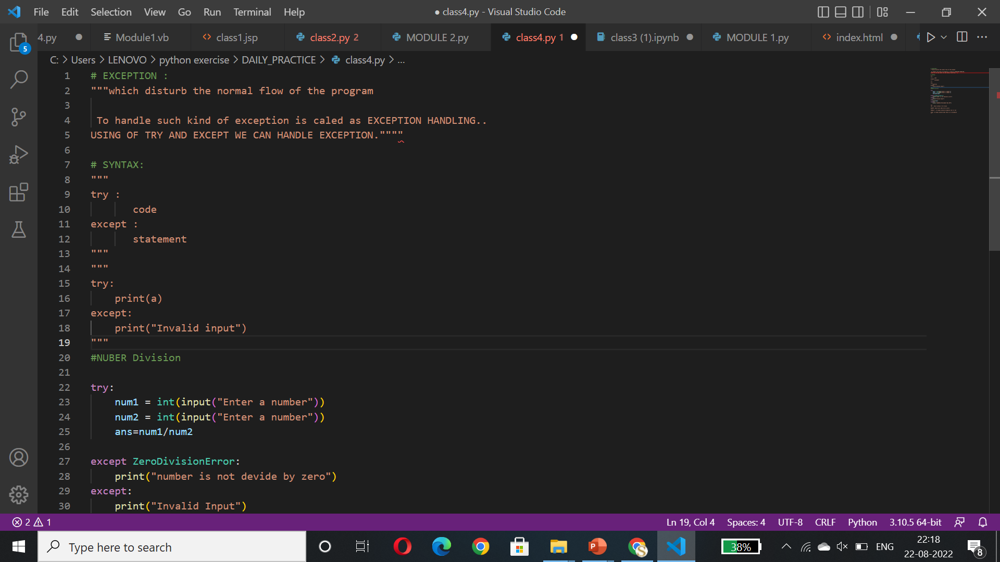 File Edit Selection View Go Run Terminal Help ● class4.py - Visual Studio Code
4.py Module1.vb class1.jsp class2.py 2 MODULE 2.py class4.py 1 class3 (1).ipynb MODULE 1.py index.html
C: > Users > LENOVO > python exercise > DAILY_PRACTICE > class4.py > ...
5
1 # EXCEPTION :
2 """which disturb the normal flow of the program
3
4 To handle such kind of exception is caled as EXCEPTION HANDLING..
5 USING OF TRY AND EXCEPT WE CAN HANDLE EXCEPTION.""""
6
7 # SYNTAX:
8 """
9 try :
10 code
11 except :
12 statement
13 """
14 """
15 try:
16 print(a)
17 except:
18 print("Invalid input")
19 """
20 #NUBER Division
21
22 try:
23 num1 = int(input("Enter a number"))
24 num2 = int(input("Enter a number"))
25 ans=num1/num2
26
27 except ZeroDivisionError:
28 print("number is not devide by zero")
29 except:
30 print("Invalid Input")
2 1 Ln 19, Col 4 Spaces: 4 UTF-8 CRLF Python 3.10.5 64-bit
Type here to search 38% ENG 22:18
22-08-2022 8